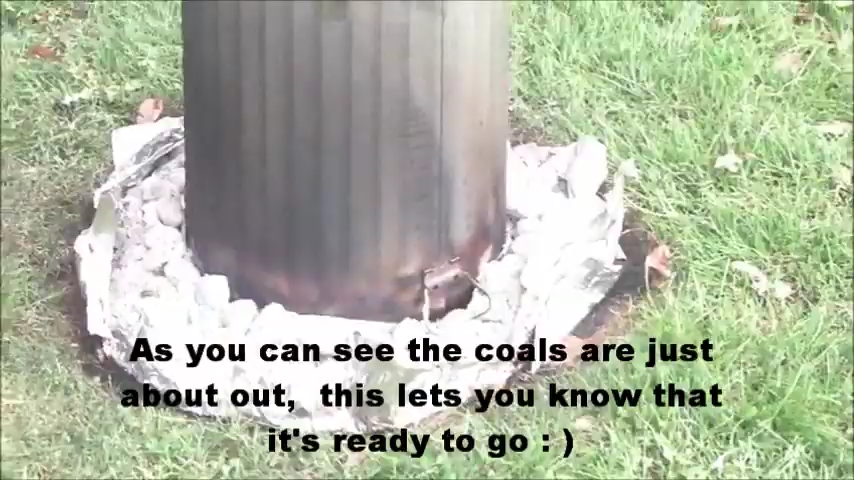 As you can see the coals are just
about out,  this lets you know that
it's ready to go : )